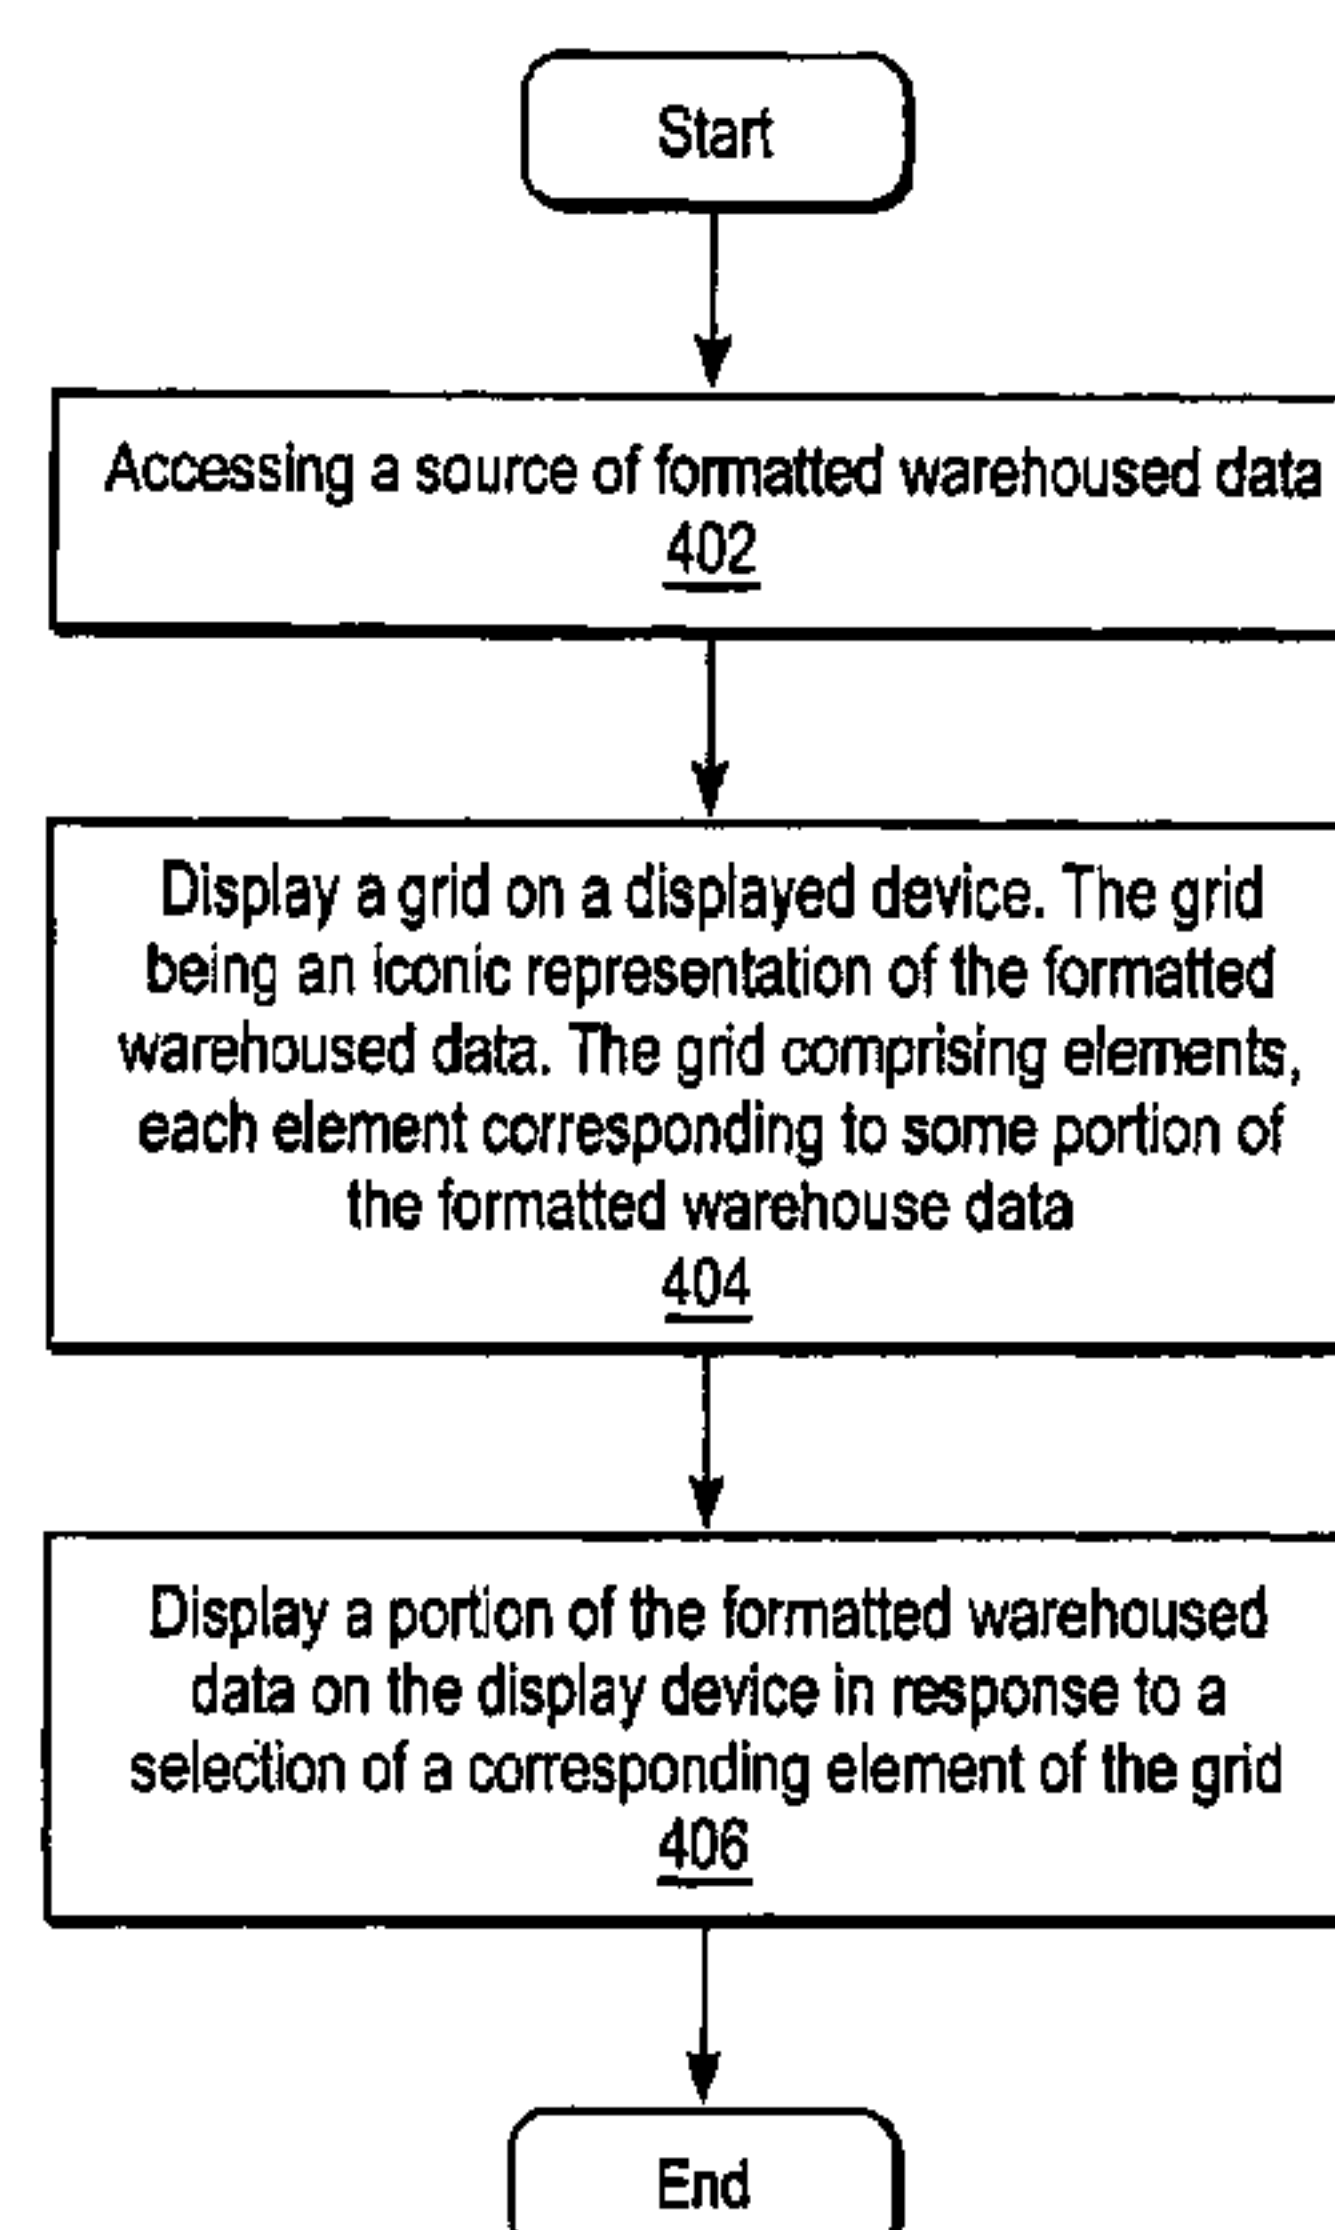 Start
Accessing a source of formatted warehoused data
402
Display a grid on a displayed device. The grid
being an iconic representation of the formatted
warehoused data. The grid comprising elements,
each element corresponding to some portion of
the formatted warehouse data
404
Display a portion of the formatted warehoused
data on the display device in response to a
selection of a corresponding element of the grid
406
End